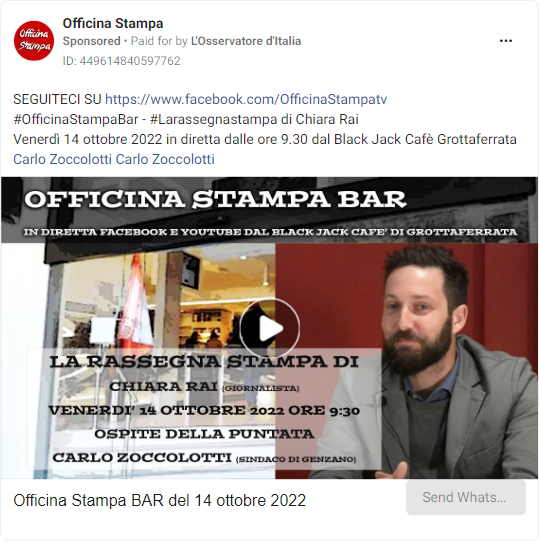 Officina Stampa
Officina
Stampa
Sponsored • Paid for by L'Osservatore d'Italia
ID: 449614840597762
SEGUITECI SU https://www.facebook.com/OfficinaStampatv
#OfficinaStampaBar - #Larassegnastampa di Chiara Rai
Venerdì 14 ottobre 2022 in diretta dalle ore 9.30 dal Black Jack Cafè Grottaferrata
Carlo Zoccolotti Carlo Zoccolotti
OFFICINA STAMPA BAR
IN DIRETTA FACEBOOK E YOUTUBE DAL BLACK JACK CAFE' DI GROTTAFERRATA
LA RASSEGNA STAMPA DI
CHIARA RAI (GIORNALISTA)
VENERDI' 14 OTTOBRE 2022 ORE 9:30
OSPITE DELLA PUNTATA
CARLO ZOCCOLOTTI (SINDACO DI GENZANO)
Officina Stampa BAR del 14 ottobre 2022
Send Whats...